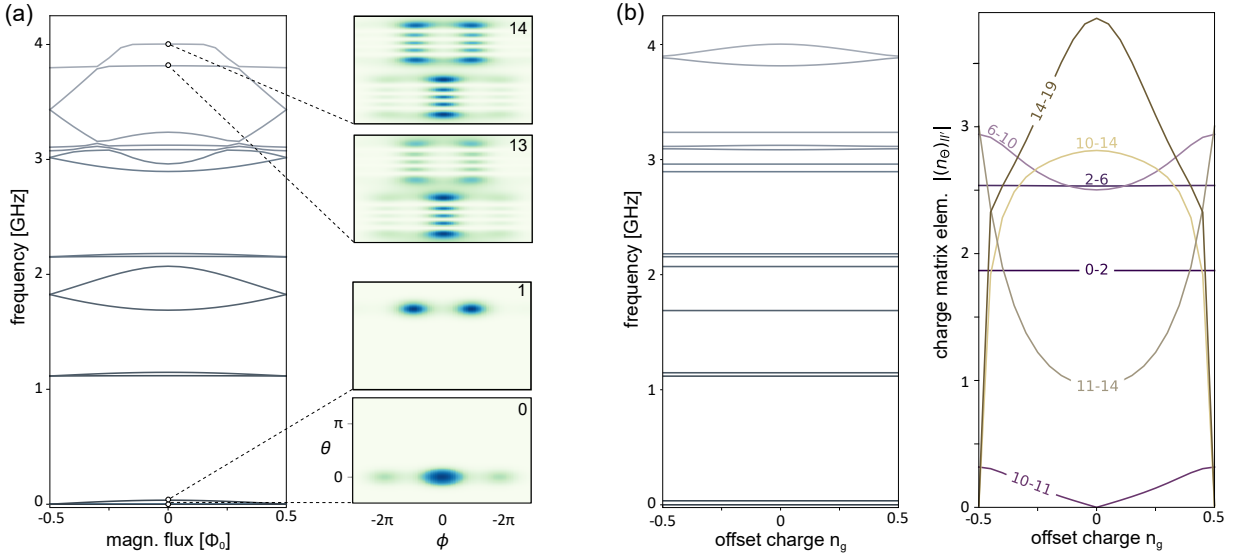 (a)
4
3
2
1
0
frequency [GHz]
-0.5
0
0.5
magn. flux [Φ₀]
14
13
1
0
π
θ
0
-2π
0
-2π
ϕ
(b)
4
3
2
1
0
frequency [GHz]
-0.5
0
0.5
offset charge n_g
3
2
1
0
charge matrix elem. |⟨n_Θ⟩_ll'|
14-19
6-10
10-14
2-6
0-2
11-14
10-11
-0.5
0
0.5
offset charge n_g